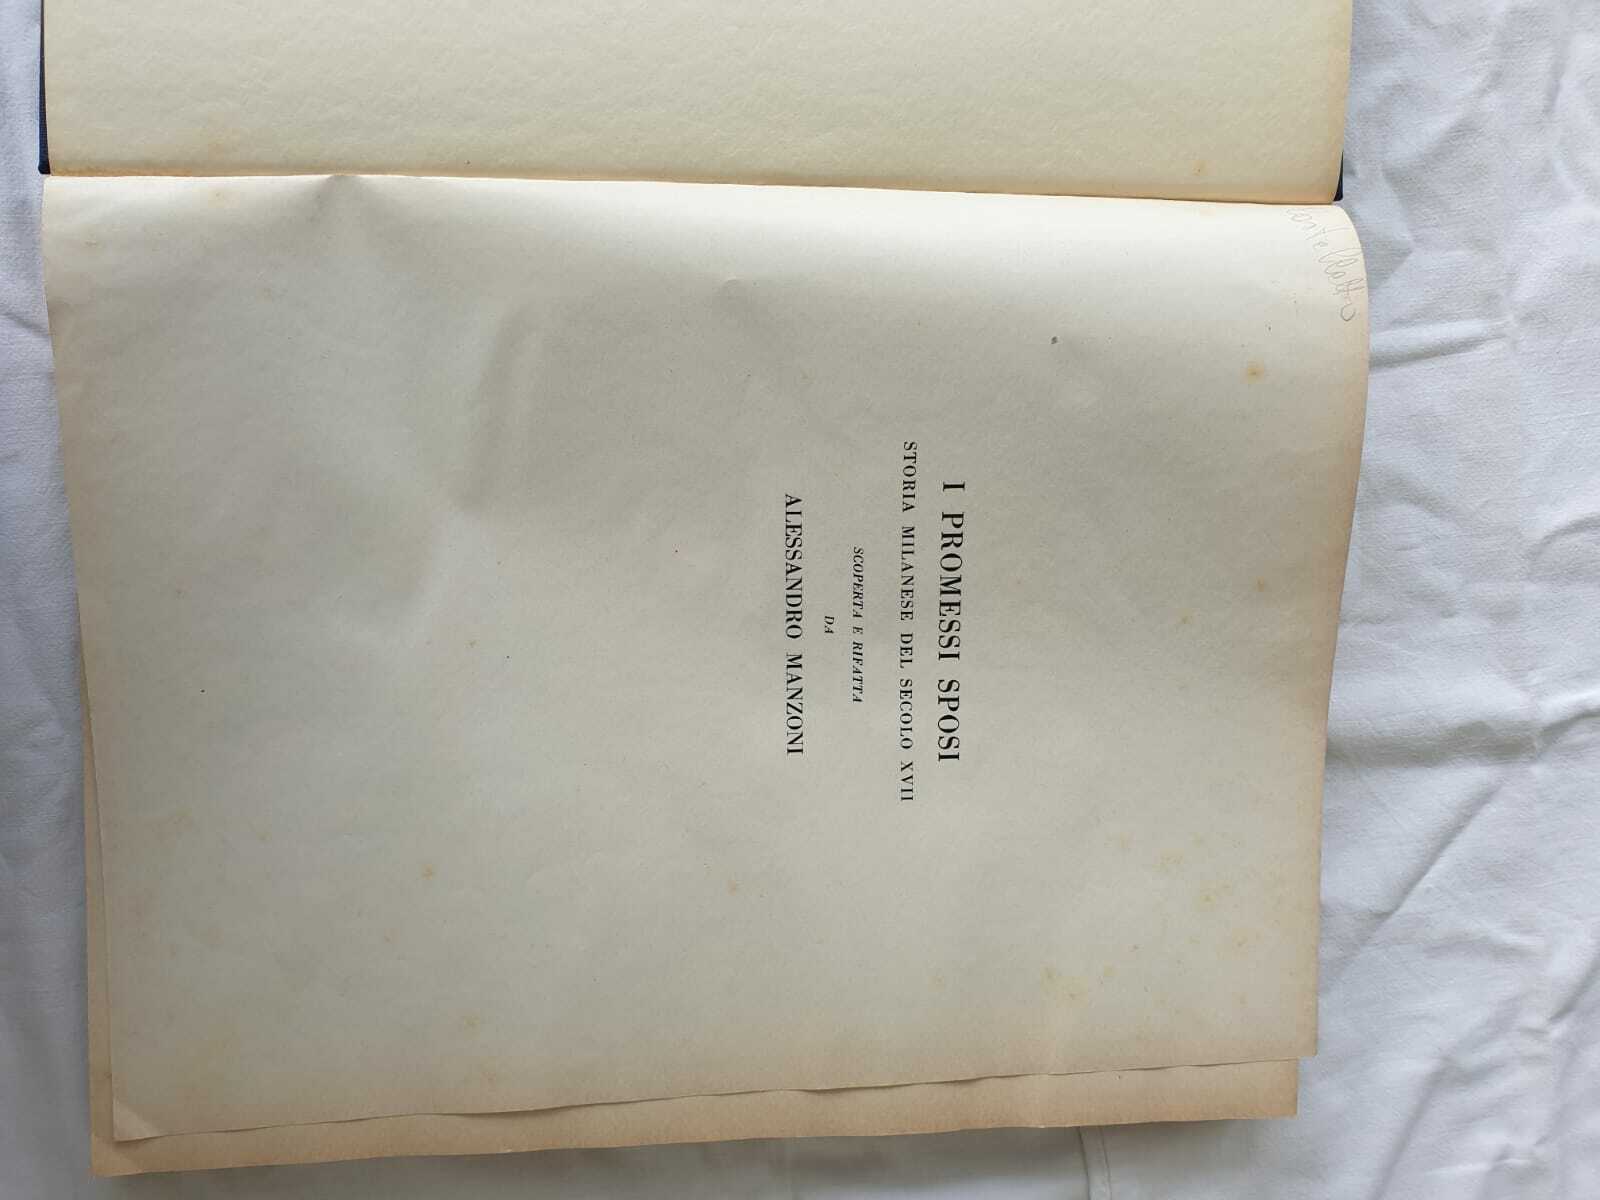 I PROMESSI SPOSI
STORIA MILANESE DEL SECOLO XVII
SCOPERTA E RIFATTA
DA
ALESSANDRO MANZONI